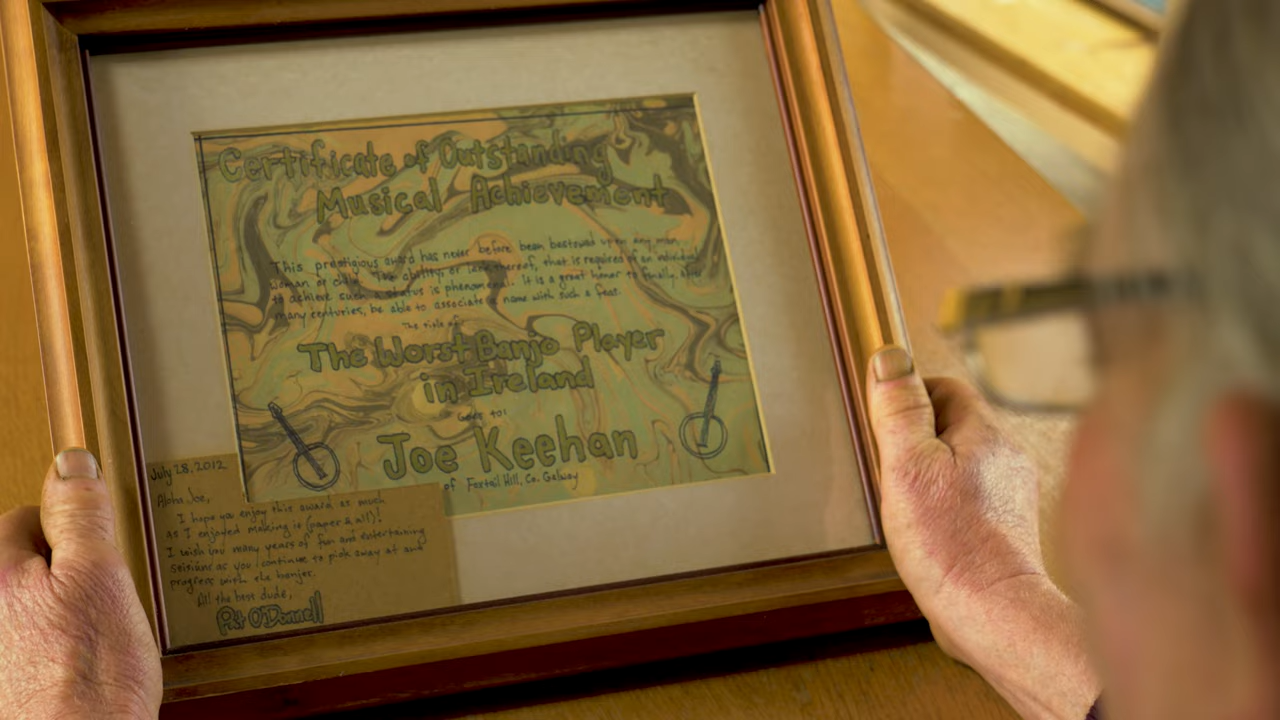 Certificate of Outstanding
Musical Achievement
This prestigious award has never before been bestowed upon any man,
woman or child. The ability, or lack thereof, that is required of an individual
to achieve such a status is phenomenal. It is a great honor to finally, after
many centuries, be able to associate a name with such a feat.
The title of
The Worst Banjo Player
in Ireland
Goes to:
Joe Keehan
of Foxtail Hill, Co. Galway
July 28, 2012
Aloha Joe,
I hope you enjoy this award as much
as I enjoyed making it (paper & all)!
I wish you many years of fun and entertaining
as you continue to pick away at and
progress with the banjo.
All the best dude,
Pat O'Donnell